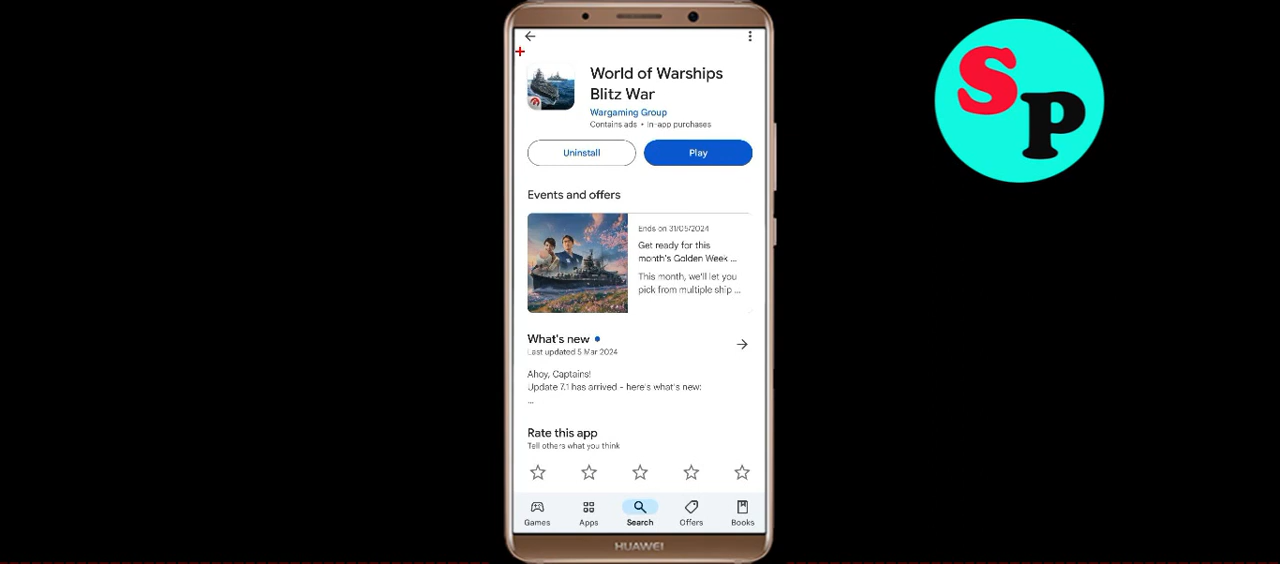 World of Warships
Blitz War
Wargaming Group
Contains ads • In-app purchases
Uninstall
Play
Events and offers
Ends on 31/05/2024
Get ready for this
month's Golden Week ...
This month, we'll let you
pick from multiple ship ...
What's new
Last updated 5 Mar 2024
Ahoy, Captains!
Update 7.1 has arrived - here's what's new:
...
Rate this app
Tell others what you think
Games
Apps
Search
Offers
Books
HUAWEI
SP